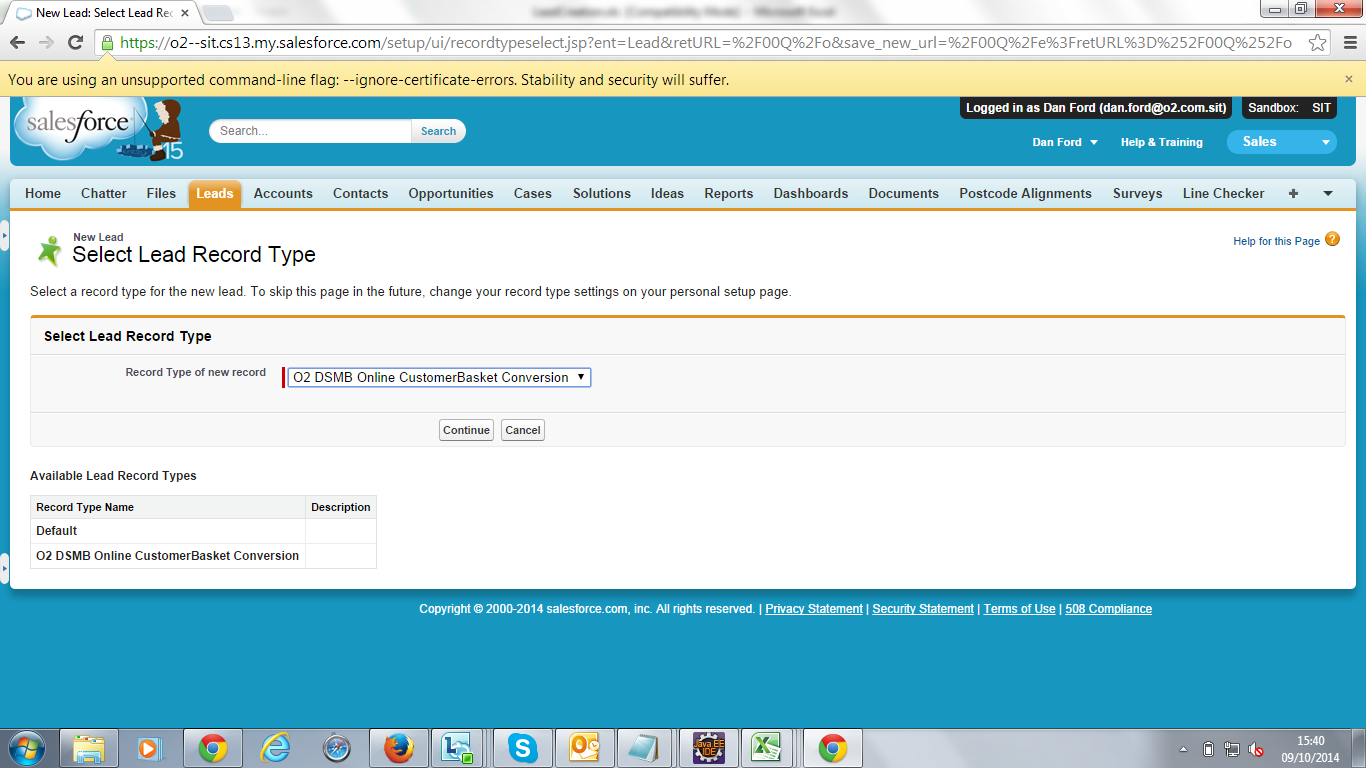 New Lead: Select Lead Rec
https://o2--sit.cs13.my.salesforce.com/setup/ui/recordtypeselect.jsp?ent=Lead&retURL=%2F00Q%2Fo&save_new_url=%2F00Q%2Fe%3FretURL%3D%252F00Q%252Fo
You are using an unsupported command-line flag: --ignore-certificate-errors. Stability and security will suffer.
salesforce
15
Search...
Search
Logged in as Dan Ford (dan.ford@o2.com.sit)
Sandbox: SIT
Dan Ford
Help & Training
Sales
Home Chatter Files Leads Accounts Contacts Opportunities Cases Solutions Ideas Reports Dashboards Documents Postcode Alignments Surveys Line Checker
New Lead
Select Lead Record Type
Help for this Page ?
Select a record type for the new lead. To skip this page in the future, change your record type settings on your personal setup page.
Select Lead Record Type
Record Type of new record
O2 DSMB Online CustomerBasket Conversion
Continue Cancel
Available Lead Record Types
Record Type Name Description
Default
O2 DSMB Online CustomerBasket Conversion
Copyright © 2000-2014 salesforce.com, inc. All rights reserved. | Privacy Statement | Security Statement | Terms of Use | 508 Compliance
Java EE
IDE
15:40
09/10/2014